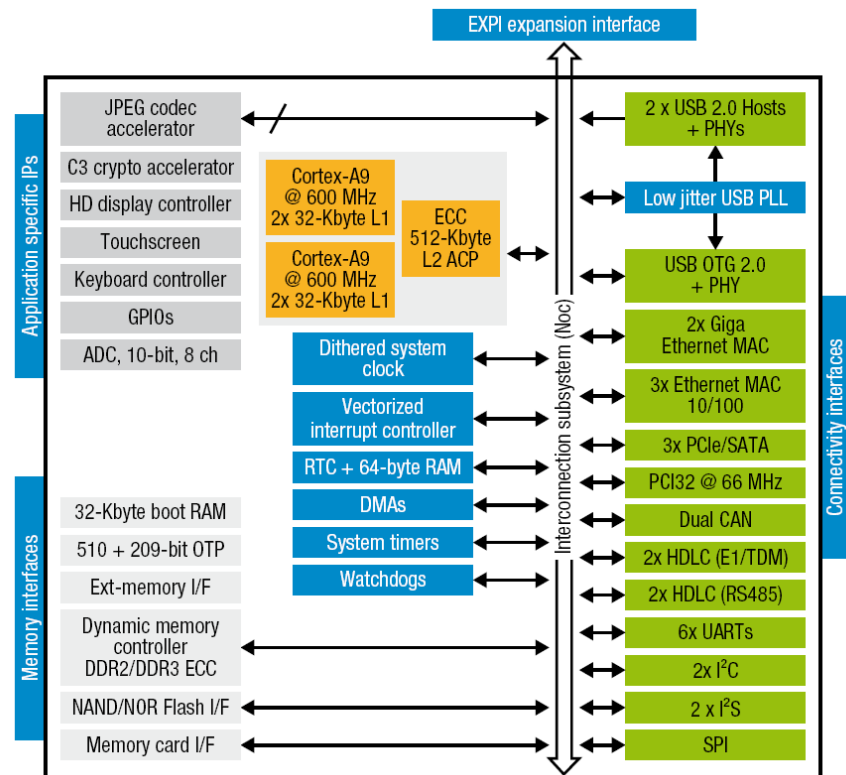 EXPI expansion interface
Application specific IPs
JPEG codec
accelerator
C3 crypto accelerator
HD display controller
Touchscreen
Keyboard controller
GPIOs
ADC, 10-bit, 8 ch
Memory interfaces
32-Kbyte boot RAM
510 + 209-bit OTP
Ext-memory I/F
Dynamic memory
controller
DDR2/DDR3 ECC
NAND/NOR Flash I/F
Memory card I/F
Cortex-A9
@ 600 MHz
2x 32-Kbyte L1
Cortex-A9
@ 600 MHz
2x 32-Kbyte L1
ECC
512-Kbyte
L2 ACP
Dithered system
clock
Vectorized
interrupt controller
RTC + 64-byte RAM
DMAs
System timers
Watchdogs
Interconnection subsystem (Noc)
2 x USB 2.0 Hosts
+ PHYs
Low jitter USB PLL
USB OTG 2.0
+ PHY
2x Giga
Ethernet MAC
3x Ethernet MAC
10/100
3x PCIe/SATA
PCI32 @ 66 MHz
Dual CAN
2x HDLC (E1/TDM)
2x HDLC (RS485)
6x UARTs
2x I²C
2 x I²S
SPI
Connectivity interfaces